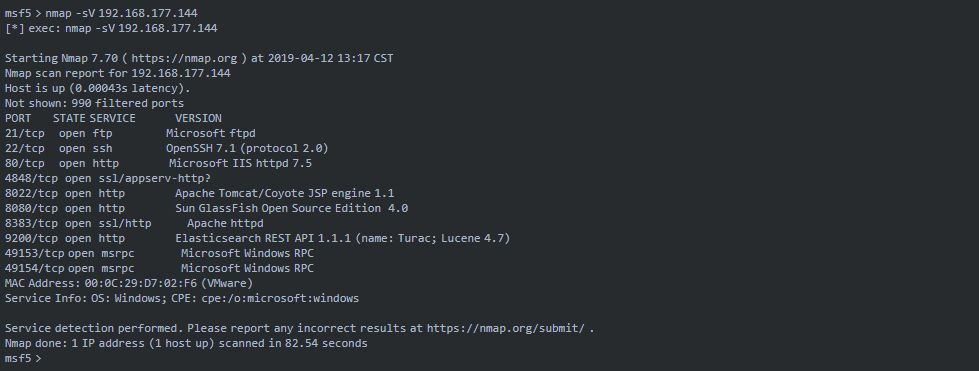 msf5 > nmap -sV 192.168.177.144
[*] exec: nmap -sV 192.168.177.144
Starting Nmap 7.70 ( https://nmap.org ) at 2019-04-12 13:17 CST
Nmap scan report for 192.168.177.144
Host is up (0.00043s latency).
Not shown: 990 filtered ports
PORT STATE SERVICE VERSION
21/tcp open ftp Microsoft ftpd
22/tcp open ssh OpenSSH 7.1 (protocol 2.0)
80/tcp open http Microsoft IIS httpd 7.5
4848/tcp open ssl/appserv-http?
8022/tcp open http Apache Tomcat/Coyote JSP engine 1.1
8080/tcp open http Sun GlassFish Open Source Edition 4.0
8383/tcp open ssl/http Apache httpd
9200/tcp open http Elasticsearch REST API 1.1.1 (name: Turac; Lucene 4.7)
49153/tcp open msrpc Microsoft Windows RPC
49154/tcp open msrpc Microsoft Windows RPC
MAC Address: 00:0C:29:D7:02:F6 (VMware)
Service Info: OS: Windows; CPE: cpe:/o:microsoft:windows
Service detection performed. Please report any incorrect results at https://nmap.org/submit/ .
Nmap done: 1 IP address (1 host up) scanned in 82.54 seconds
msf5 >